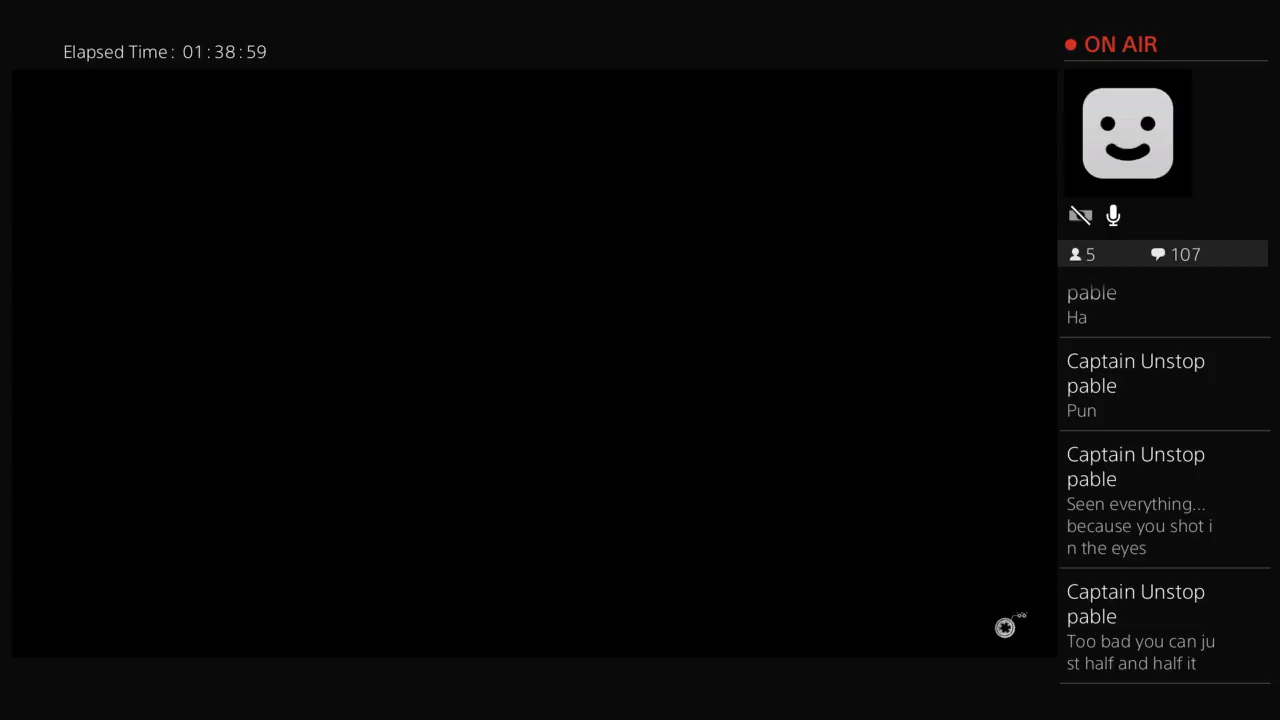 Elapsed Time: 01:38:59
ON AIR
5 107
pable
Ha
Captain Unstop
pable
Pun
Captain Unstop
pable
Seen everything...
because you shot i
n the eyes
Captain Unstop
pable
Too bad you can ju
st half and half it